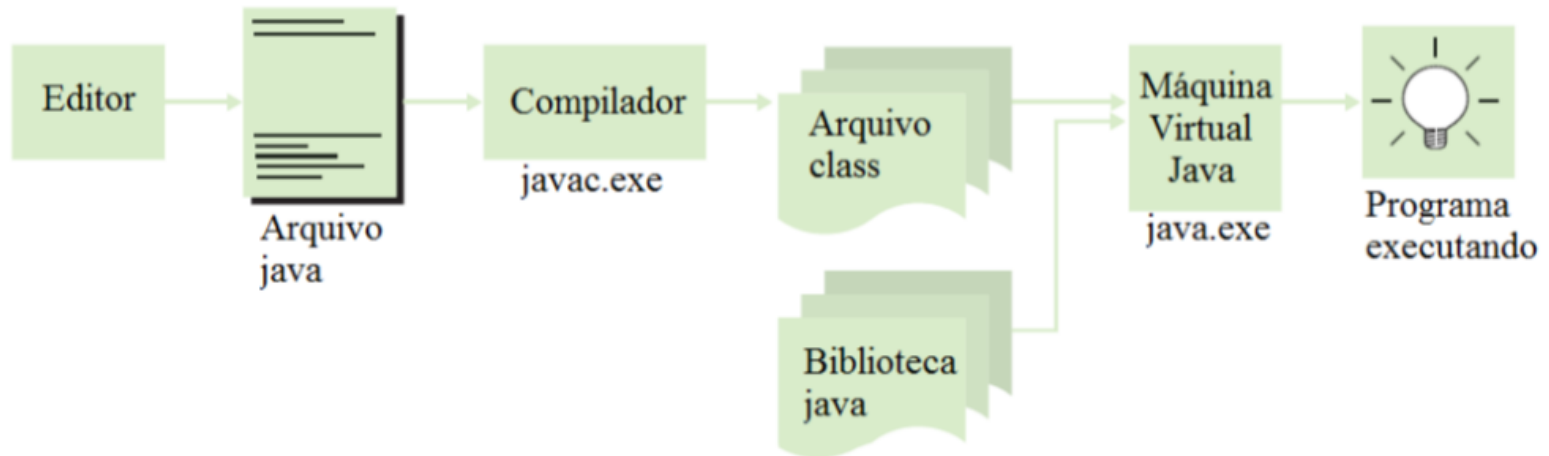 Editor
Arquivo
java
Compilador
javac.exe
Arquivo
class
Biblioteca
java
Máquina
Virtual
Java
java.exe
Programa
executando